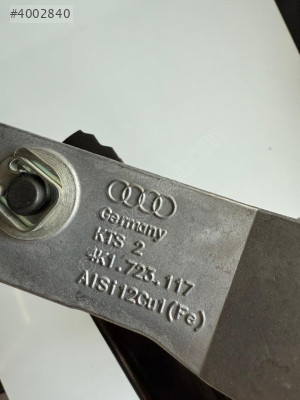 #4002840
Germany
KTS 2
4K1.723.117
AlSi12Cu1(Fe)